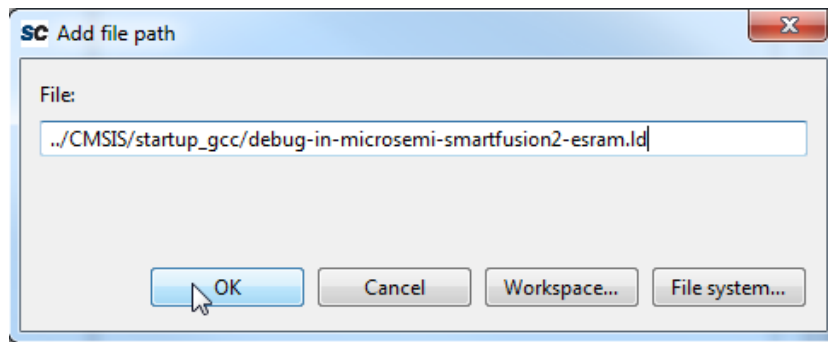 SC Add file path
File:
../CMSIS/startup_gcc/debug-in-microsemi-smartfusion2-esram.ld
OK Cancel Workspace... File system...